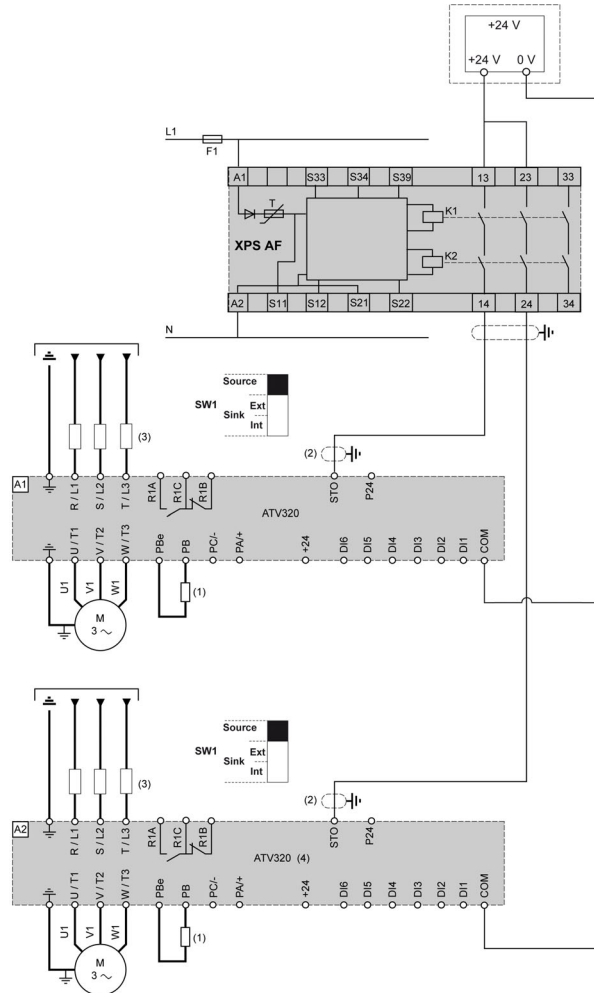 +24 V
+24 V 0 V
L1
F1
A1 S33 S34 S39 13 23 33
T
K1
XPS AF
K2
A2 S11 S12 S21 S22 14 24 34
N
Source
SW1 Sink Ext
Int
(3)
(2)
A1
R / L1 S / L2 T / L3 R1A R1C R1B STO P24
ATV320
U / T1 V / T2 W / T3 PBe PB PC/- PA/+ +24 DI6 DI5 DI4 DI3 DI2 DI1 COM
U1 V1 W1
(1)
M
3 ~
Source
SW1 Sink Ext
Int
(3)
(2)
A2
R / L1 S / L2 T / L3 R1A R1C R1B STO P24
ATV320 (4)
U / T1 V / T2 W / T3 PBe PB PC/- PA/+ +24 DI6 DI5 DI4 DI3 DI2 DI1 COM
U1 V1 W1
(1)
M
3 ~